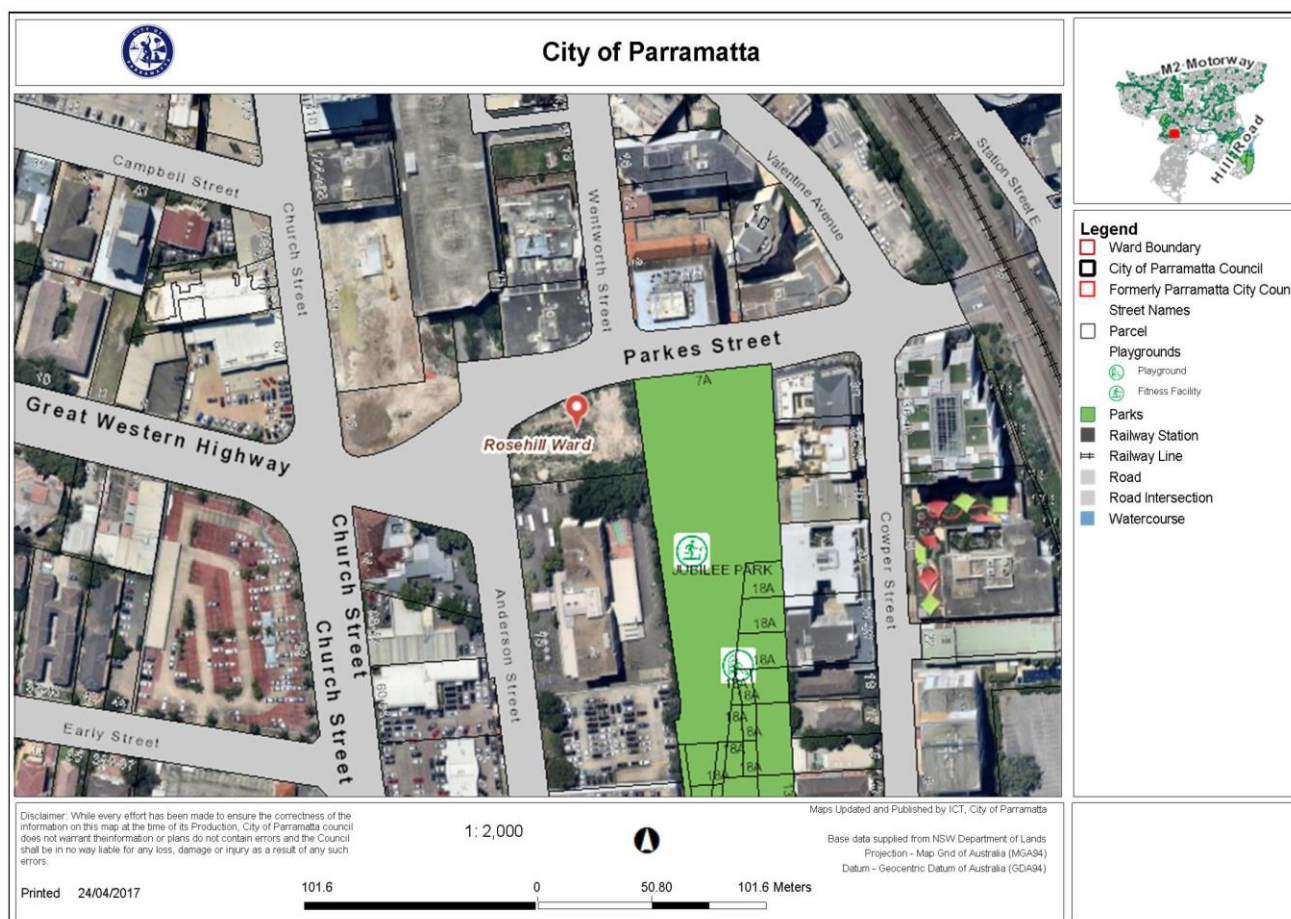 CITY OF
PARRAMATTA
City of Parramatta
M2 Motorway
Hill Road
Campbell Street
Church Street
Wentworth Street
Valentine Avenue
Station Street E
Parkes Street
7A
Great Western Highway
Rosehill Ward
Church Street
Church Street
Anderson Street
Cowper Street
JUBILEE PARK
18A
18A
18A
18A
18A
18A
18A
18A
18A
18A
Early Street
Legend
Ward Boundary
City of Parramatta Council
Formerly Parramatta City Coun
Street Names
Parcel
Playgrounds
Playground
Fitness Facility
Parks
Railway Station
Railway Line
Road
Road Intersection
Watercourse
Disclaimer: While every effort has been made to ensure the correctness of the
information on this map at the time of its Production, City of Parramatta council
does not warrant theinformation or plans do not contain errors and the Council
shall be in no way liable for any loss, damage or injury as a result of any such
errors.
Printed 24/04/2017
1: 2,000
101.6 0 50.80 101.6 Meters
Maps Updated and Published by ICT, City of Parramatta
Base data supplied from NSW Department of Lands
Projection - Map Grid of Australia (MGA94)
Datum - Geocentric Datum of Australia (GDA94)